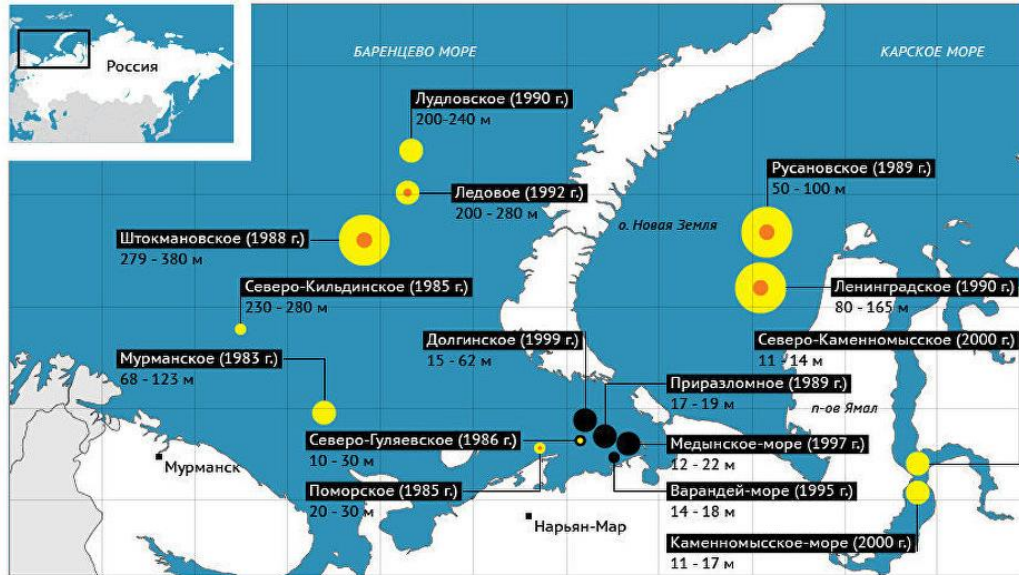 Россия
БАРЕНЦЕВО МОРЕ
КАРСКОЕ МОРЕ
Лудловское (1990 г.)
200-240 м
Ледовое (1992 г.)
200 - 280 м
Штокмановское (1988 г.)
279 - 380 м
Северо-Кильдинское (1985 г.)
230 - 280 м
Мурманское (1983 г.)
68 - 123 м
Мурманск
о. Новая Земля
Русановское (1989 г.)
50 - 100 м
Ленинградское (1990 г.)
80 - 165 м
Долгинское (1999 г.)
15 - 62 м
Северо-Каменномысское (2000 г.)
11 - 14 м
Приразломное (1989 г.)
17 - 19 м
п-ов Ямал
Северо-Гуляевское (1986 г.)
10 - 30 м
Медынское-море (1997 г.)
12 - 22 м
Поморское (1985 г.)
20 - 30 м
Варандей-море (1995 г.)
14 - 18 м
Нарьян-Мар
Каменномысское-море (2000 г.)
11 - 17 м